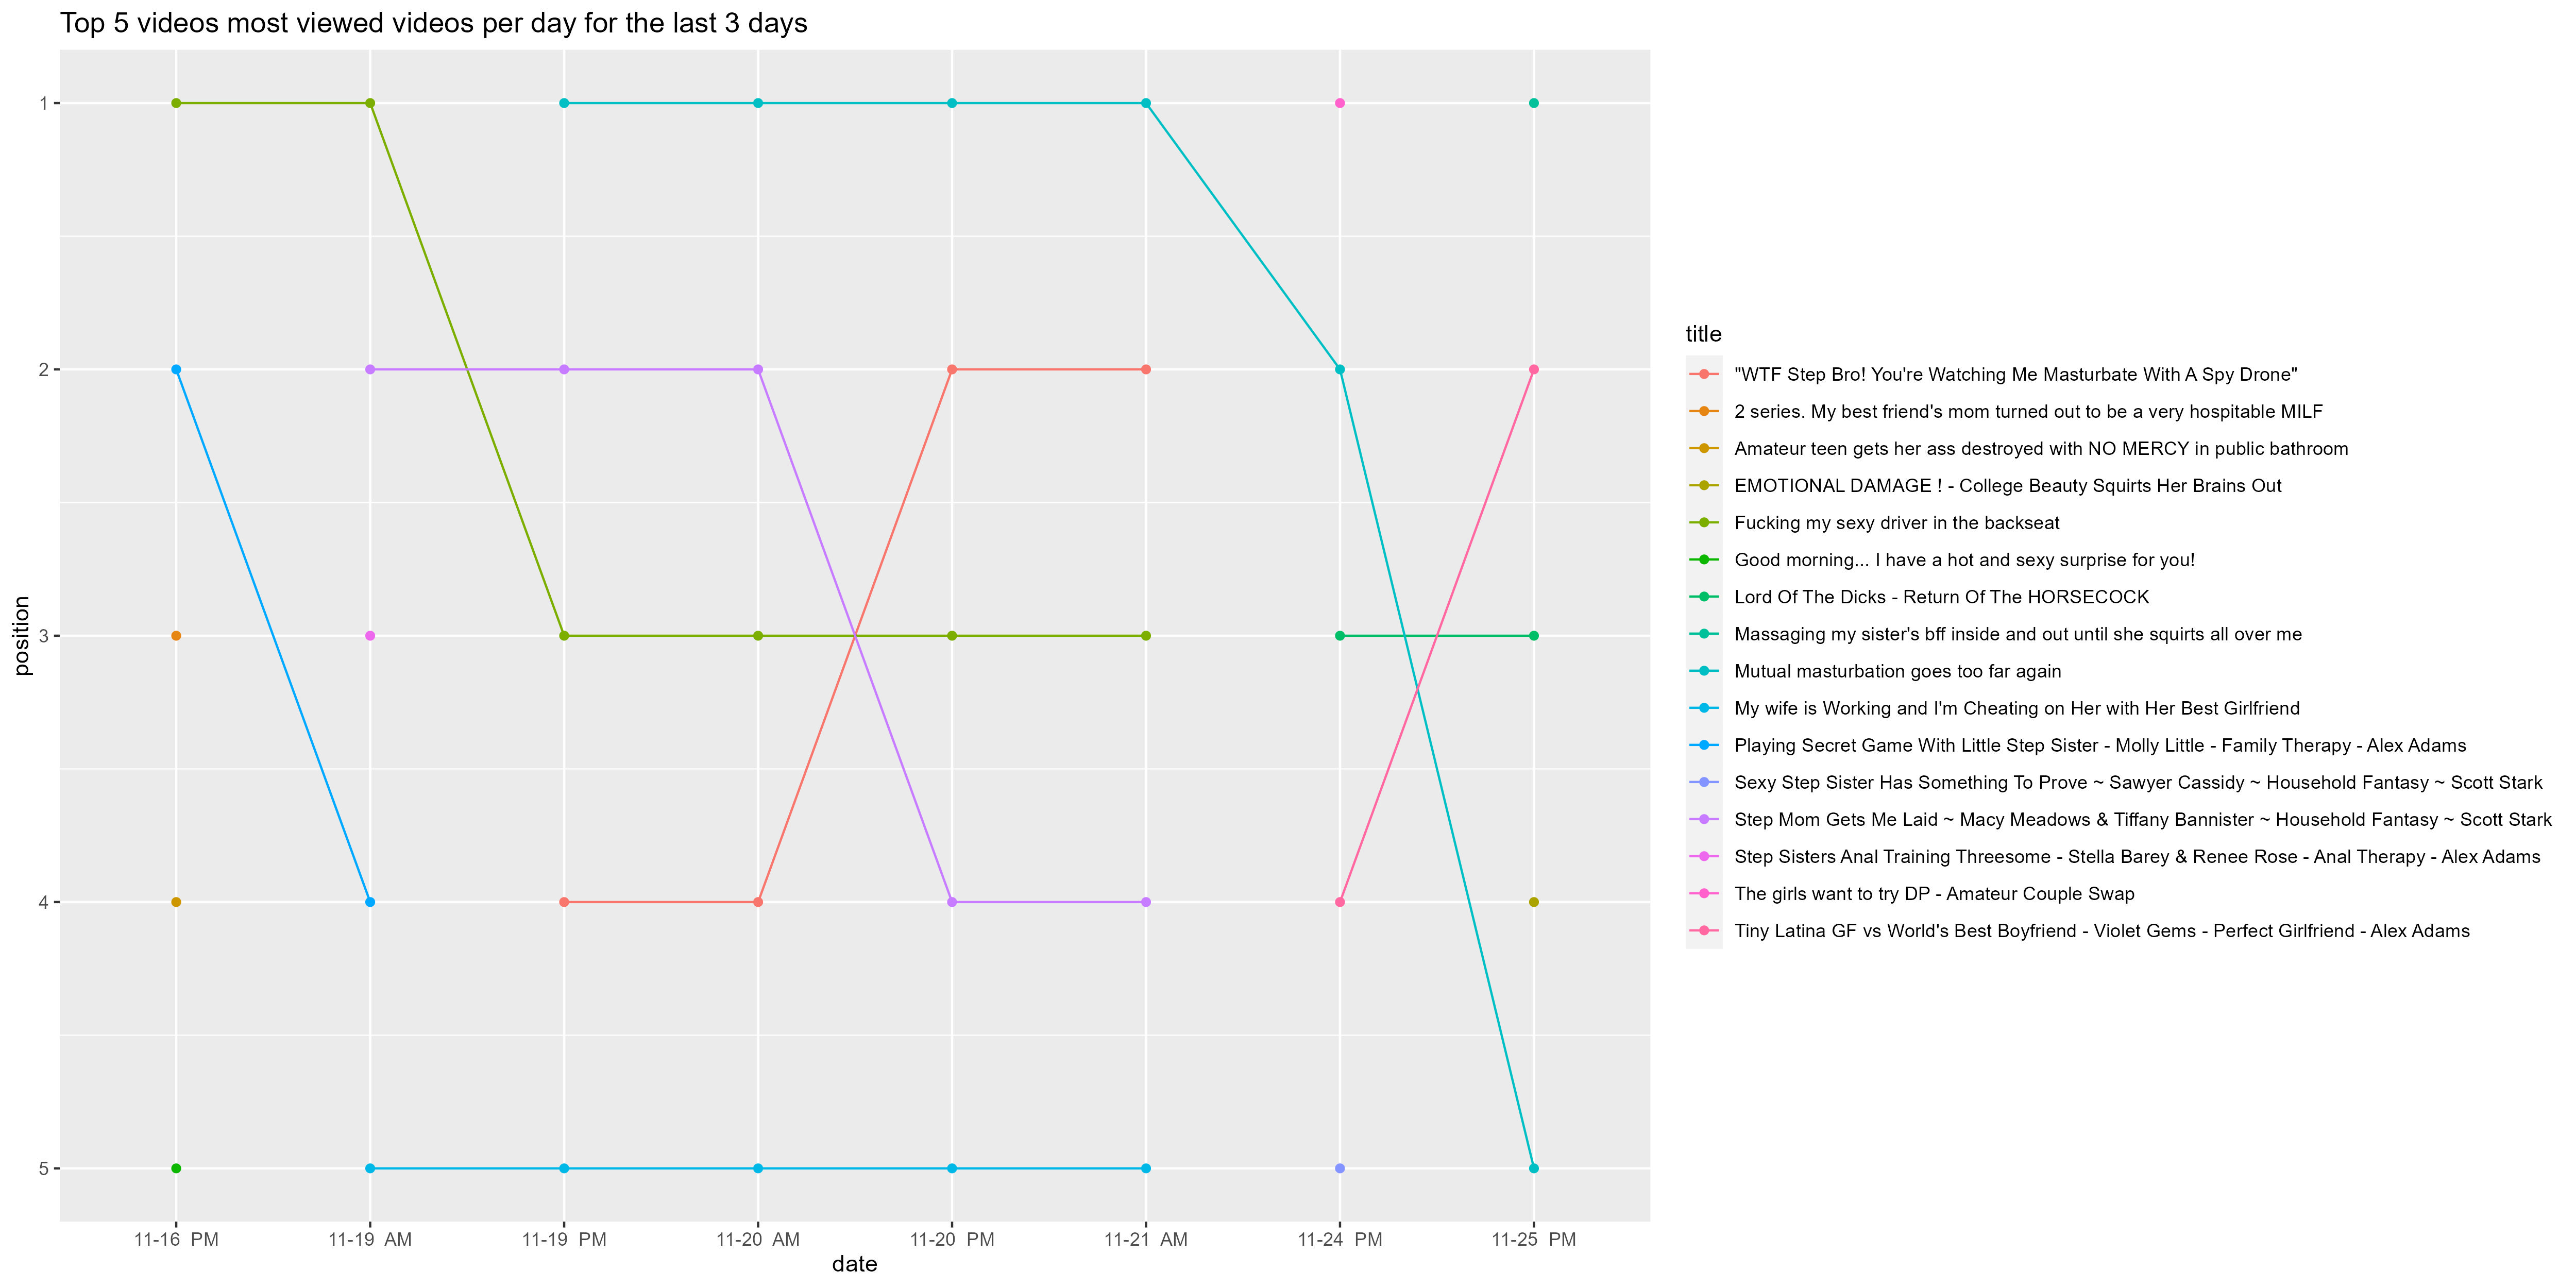 Top 5 videos most viewed videos per day for the last 3 days
position
1
2
3
4
5
11-16 PM
11-19 AM
11-19 PM
11-20 AM
11-20 PM
11-21 AM
11-24 PM
11-25 PM
date
title
"WTF Step Bro! You're Watching Me Masturbate With A Spy Drone"
2 series. My best friend's mom turned out to be a very hospitable MILF
Amateur teen gets her ass destroyed with NO MERCY in public bathroom
EMOTIONAL DAMAGE ! - College Beauty Squirts Her Brains Out
Fucking my sexy driver in the backseat
Good morning... I have a hot and sexy surprise for you!
Lord Of The Dicks - Return Of The HORSECOCK
Massaging my sister's bff inside and out until she squirts all over me
Mutual masturbation goes too far again
My wife is Working and I'm Cheating on Her with Her Best Girlfriend
Playing Secret Game With Little Step Sister - Molly Little - Family Therapy - Alex Adams
Sexy Step Sister Has Something To Prove ~ Sawyer Cassidy ~ Household Fantasy ~ Scott Stark
Step Mom Gets Me Laid ~ Macy Meadows & Tiffany Bannister ~ Household Fantasy ~ Scott Stark
Step Sisters Anal Training Threesome - Stella Barey & Renee Rose - Anal Therapy - Alex Adams
The girls want to try DP - Amateur Couple Swap
Tiny Latina GF vs World's Best Boyfriend - Violet Gems - Perfect Girlfriend - Alex Adams